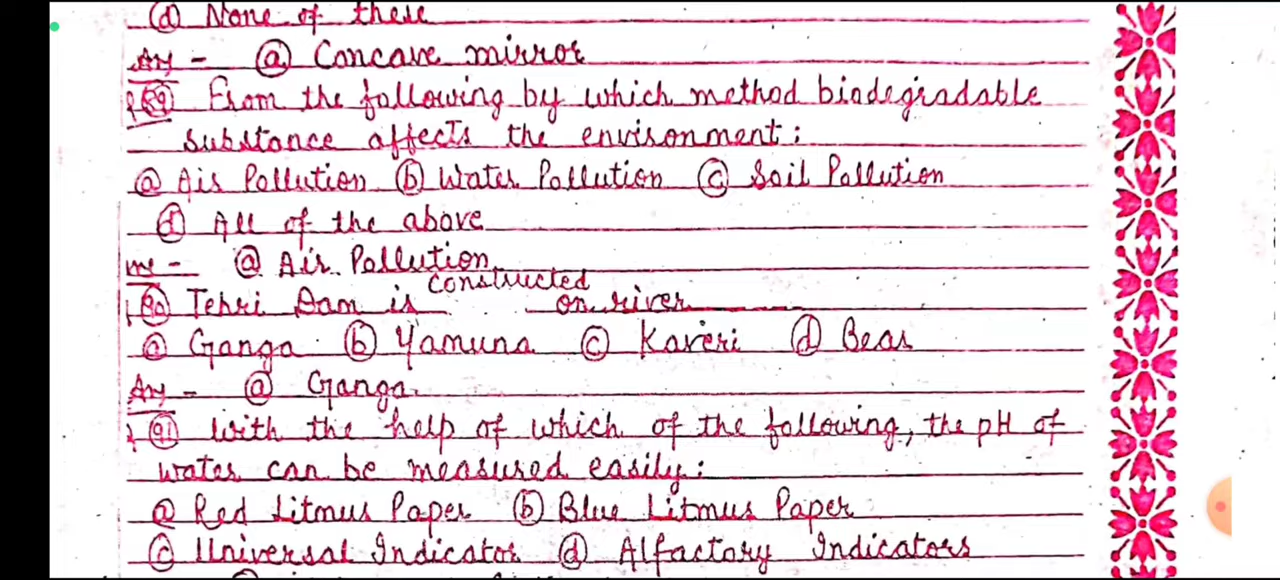 (d) None of these
Ans - (a) Concave mirror
(89) From the following by which method biodegradable
substance affects the environment :
(a) Air Pollution (b) Water Pollution (c) Soil Pollution
(d) All of the above
Ans - (a) Air Pollution
(90) Tehri Dam is constructed on river
(a) Ganga (b) Yamuna (c) Kaveri (d) Beas
Ans - (a) Ganga.
(91) With the help of which of the following, the pH of
water can be measured easily :
(a) Red Litmus Paper (b) Blue Litmus Paper
(c) Universal Indicator (d) Alfactory Indicators